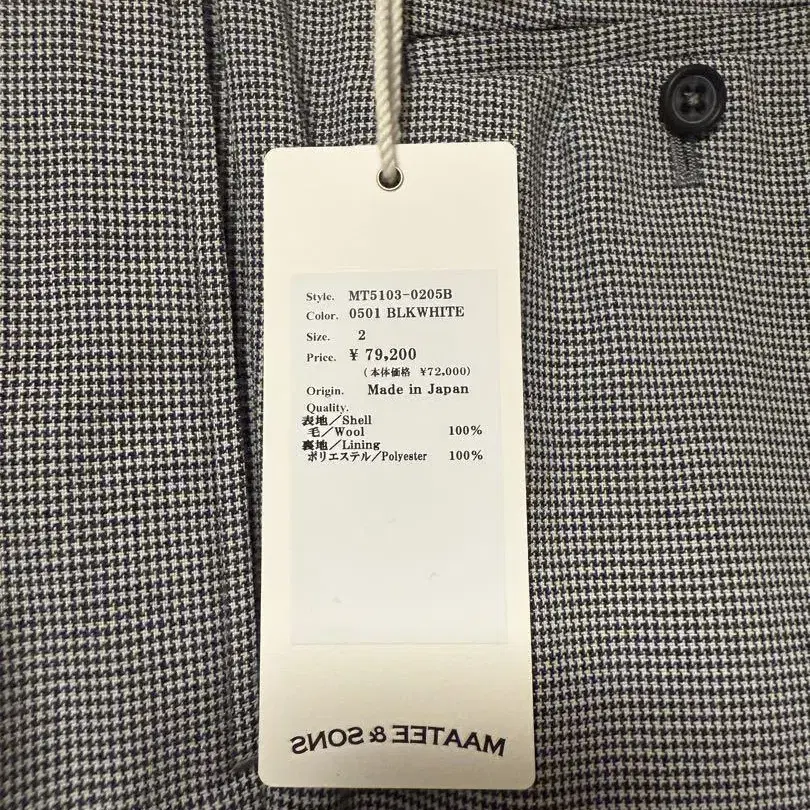 Style. MT5103-0205B
Color. 0501 BLKWHITE
Size. 2
Price. ¥ 79,200
(本体価格 ¥72,000)
Origin. Made in Japan
Quality.
表地/Shell
毛/Wool 100%
裏地/Lining
ポリエステル/Polyester 100%
MAATEE & SONS